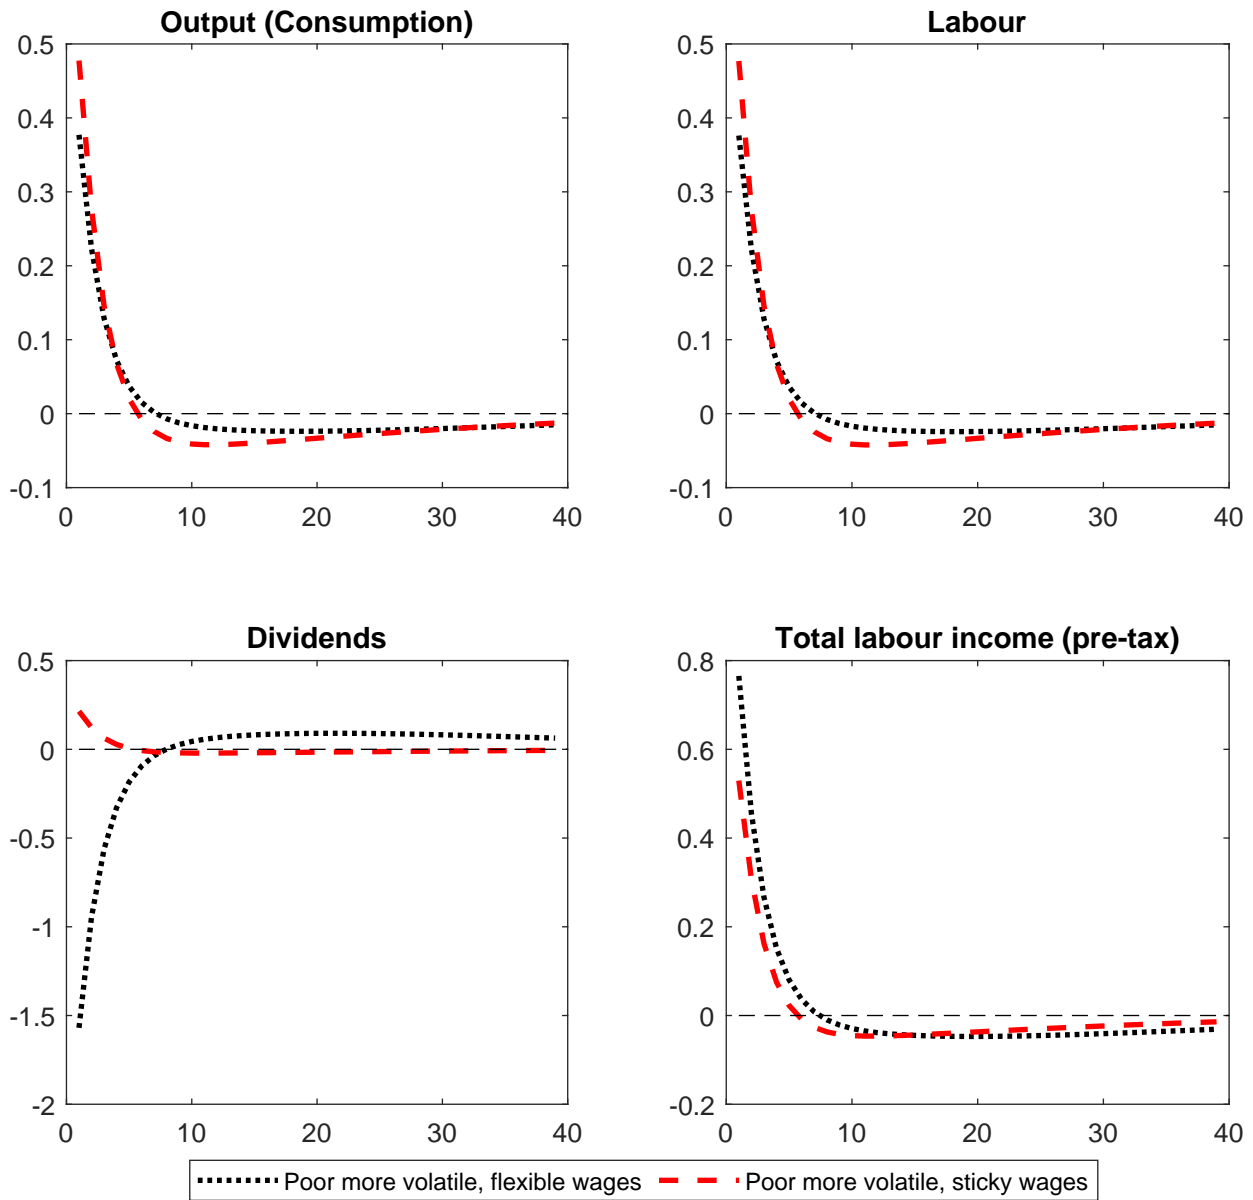 Output (Consumption)
0.5
0.4
0.3
0.2
0.1
0
-0.1
0 10 20 30 40
Labour
0.5
0.4
0.3
0.2
0.1
0
-0.1
0 10 20 30 40
Dividends
0.5
0
-0.5
-1
-1.5
-2
0 10 20 30 40
Total labour income (pre-tax)
0.8
0.6
0.4
0.2
0
-0.2
0 10 20 30 40
Poor more volatile, flexible wages Poor more volatile, sticky wages